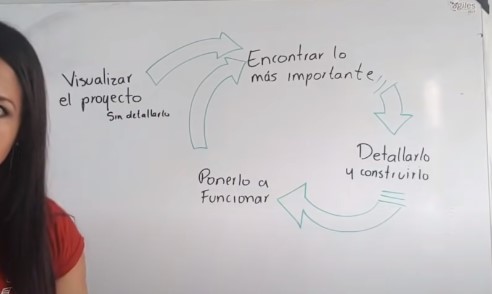 Visualizar
el proyecto
Sin detallarlo
Encontrar lo
más importante
Detallarlo
y construirlo
Ponerlo a
Funcionar